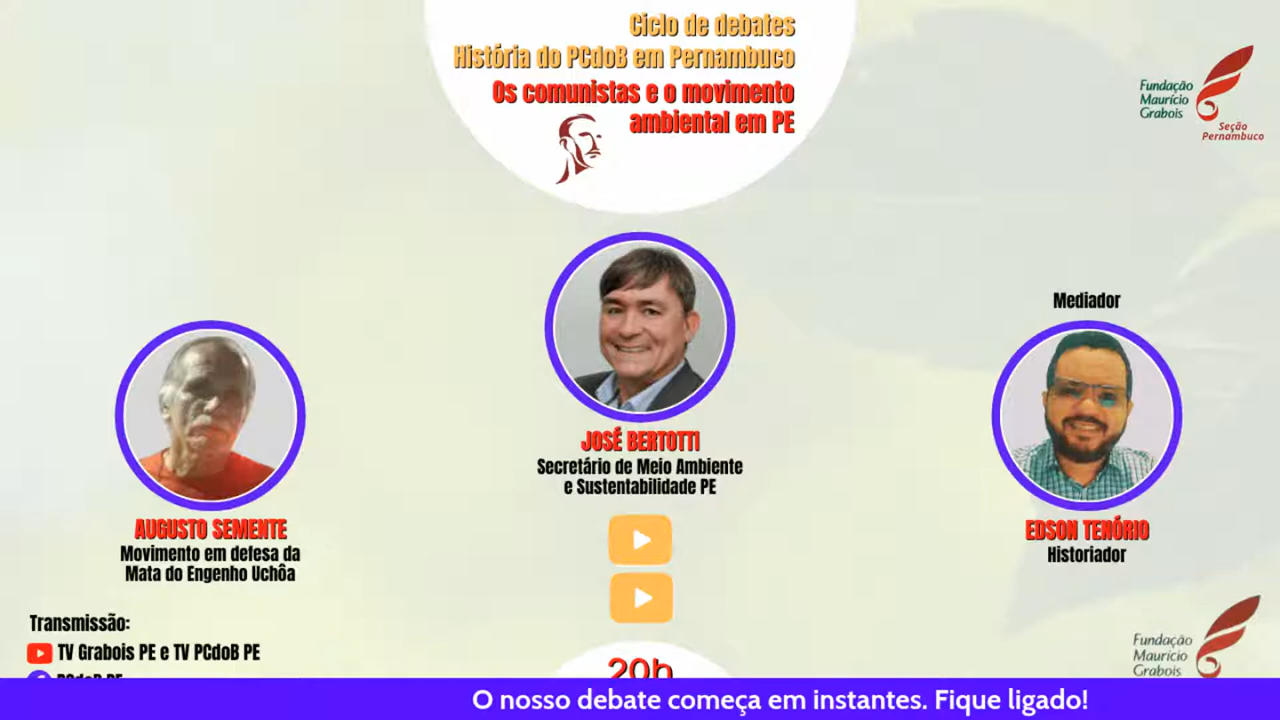 Ciclo de debates
História do PCdoB em Pernambuco
Os comunistas e o movimento
ambiental em PE
Fundação
Maurício
Grabois
Seção
Pernambuco
Mediador
JOSÉ BERTOTTI
Secretário de Meio Ambiente
e Sustentabilidade PE
AUGUSTO SEMENTE
Movimento em defesa da
Mata do Engenho Uchôa
EDSON TENÓRIO
Historiador
Transmissão:
TV Grabois PE e TV PCdoB PE
PCdoB PE
20h
Fundação
Maurício
Grabois
O nosso debate começa em instantes. Fique ligado!